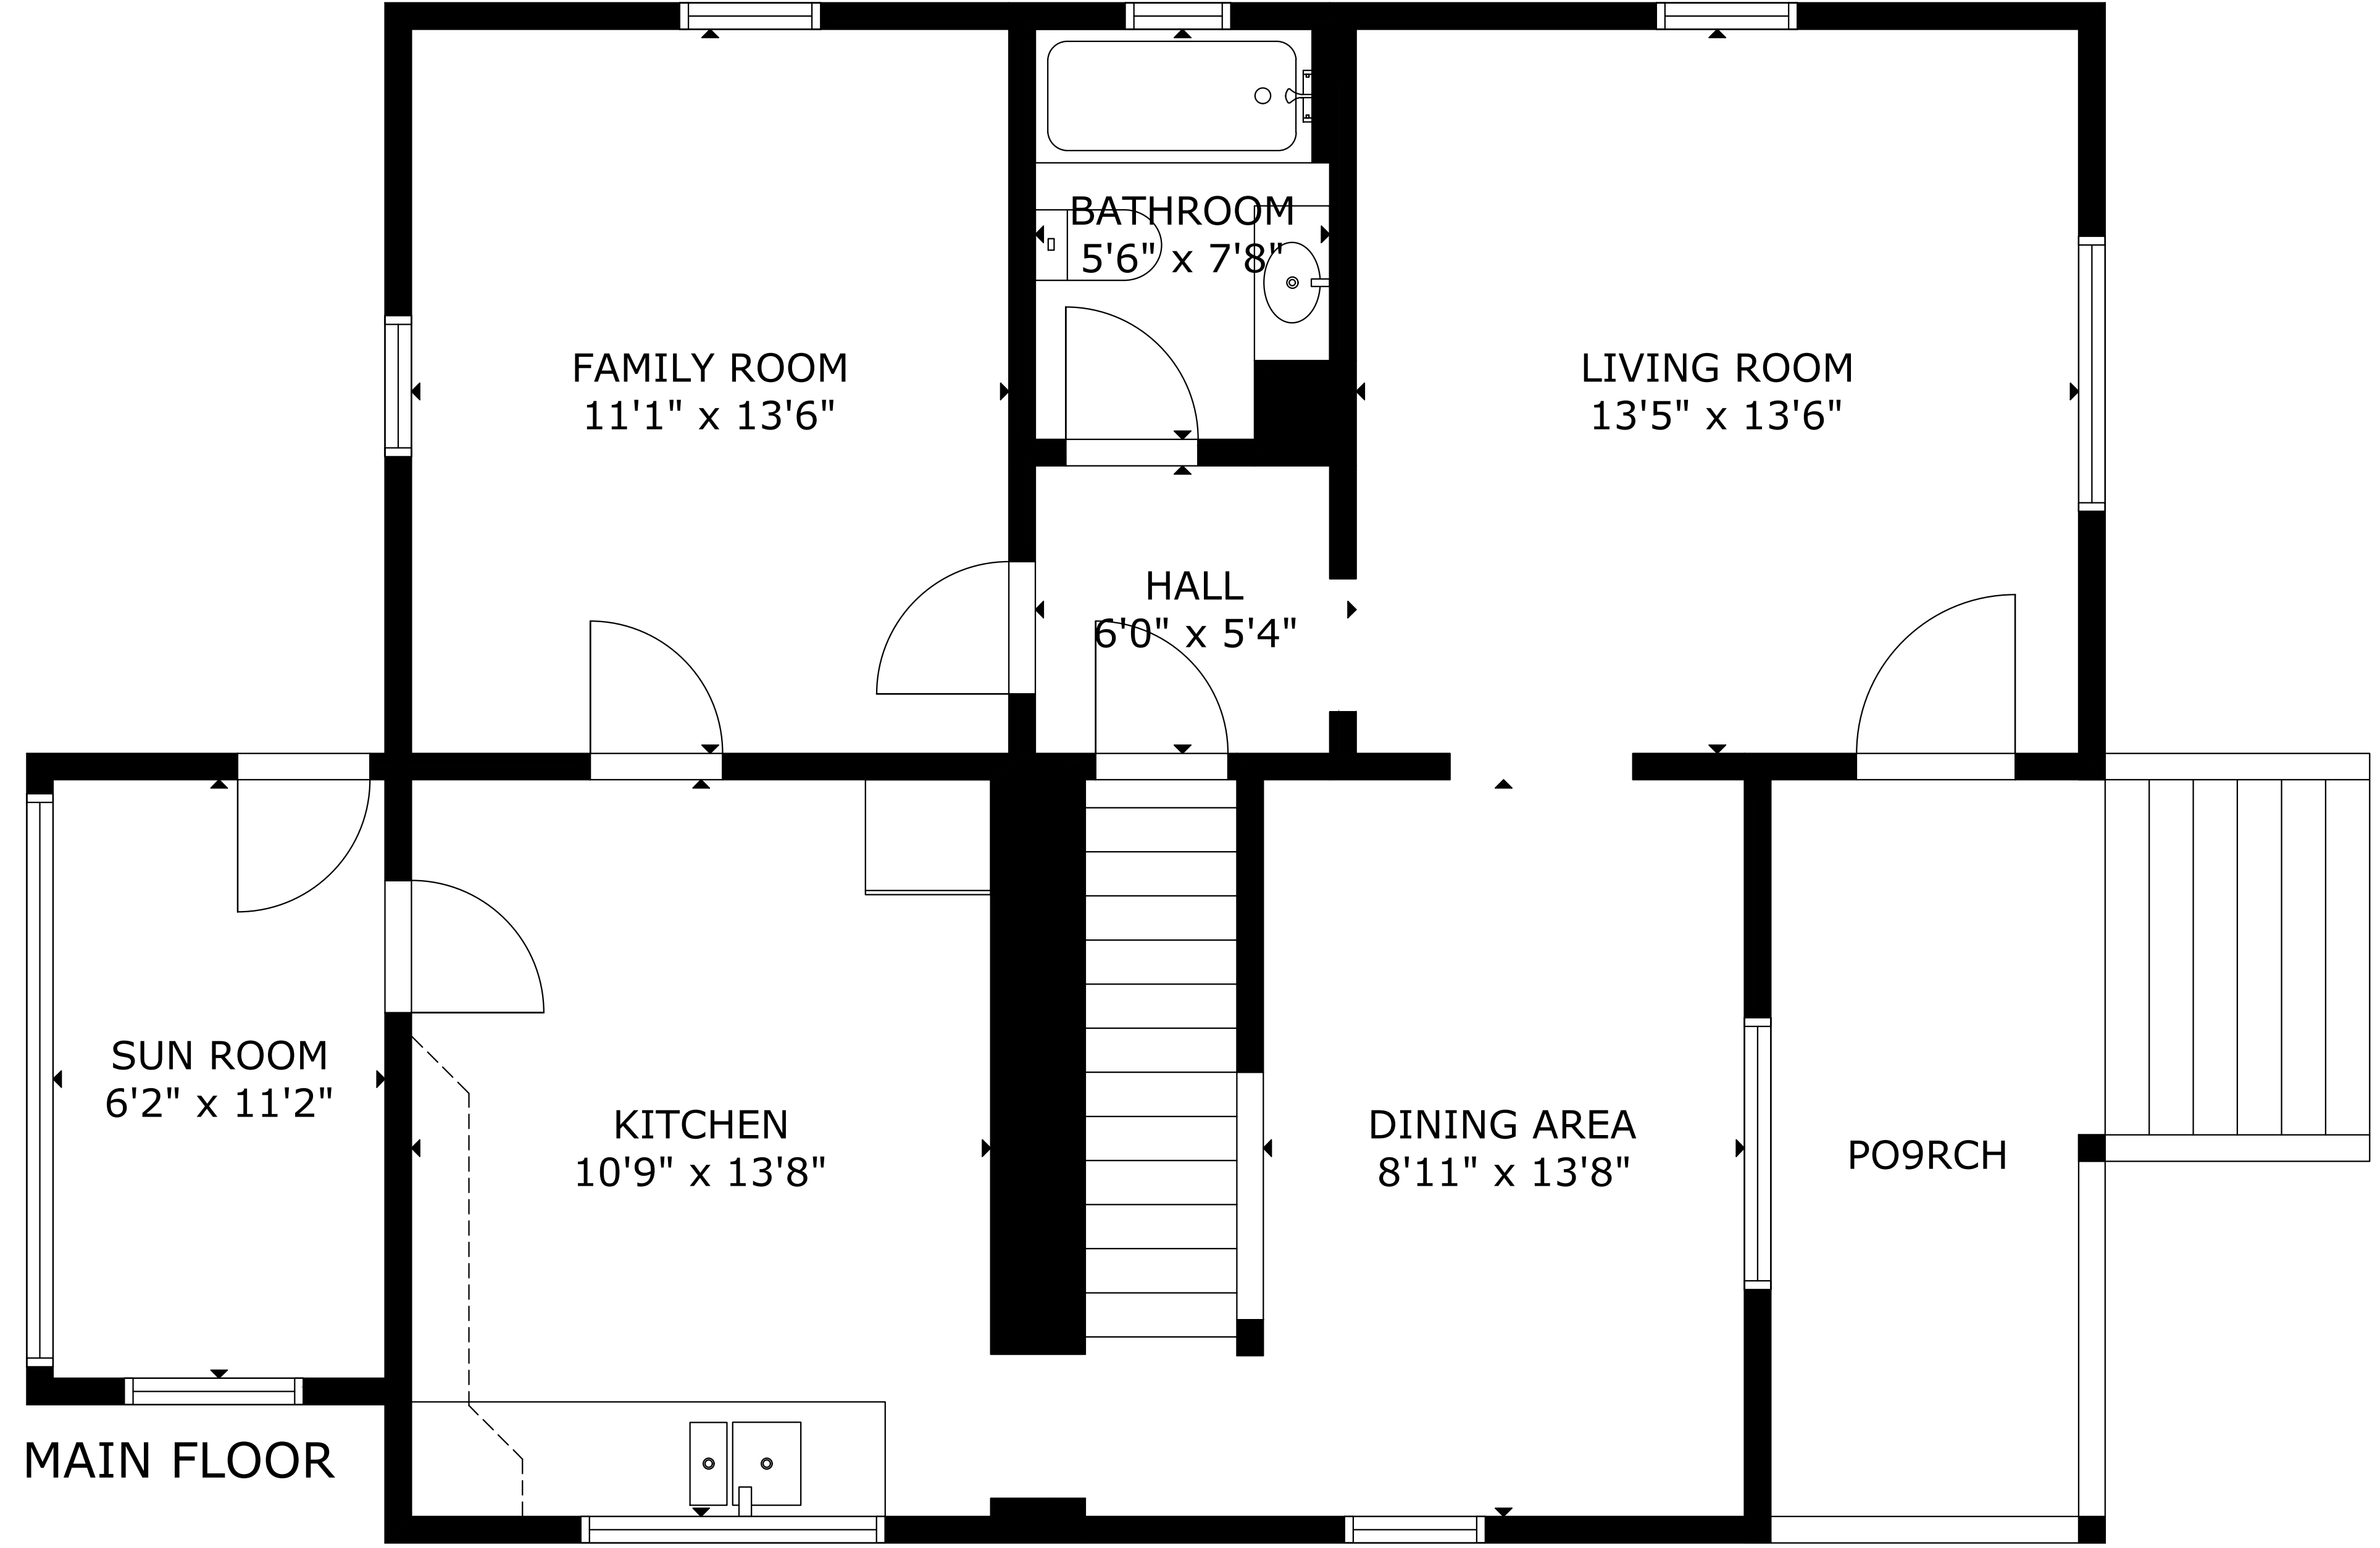 BATHROOM
5'6" x 7'8"
FAMILY ROOM
11'1" x 13'6"
LIVING ROOM
13'5" x 13'6"
HALL
6'0" x 5'4"
SUN ROOM
6'2" x 11'2"
KITCHEN
10'9" x 13'8"
DINING AREA
8'11" x 13'8"
PO9RCH
MAIN FLOOR